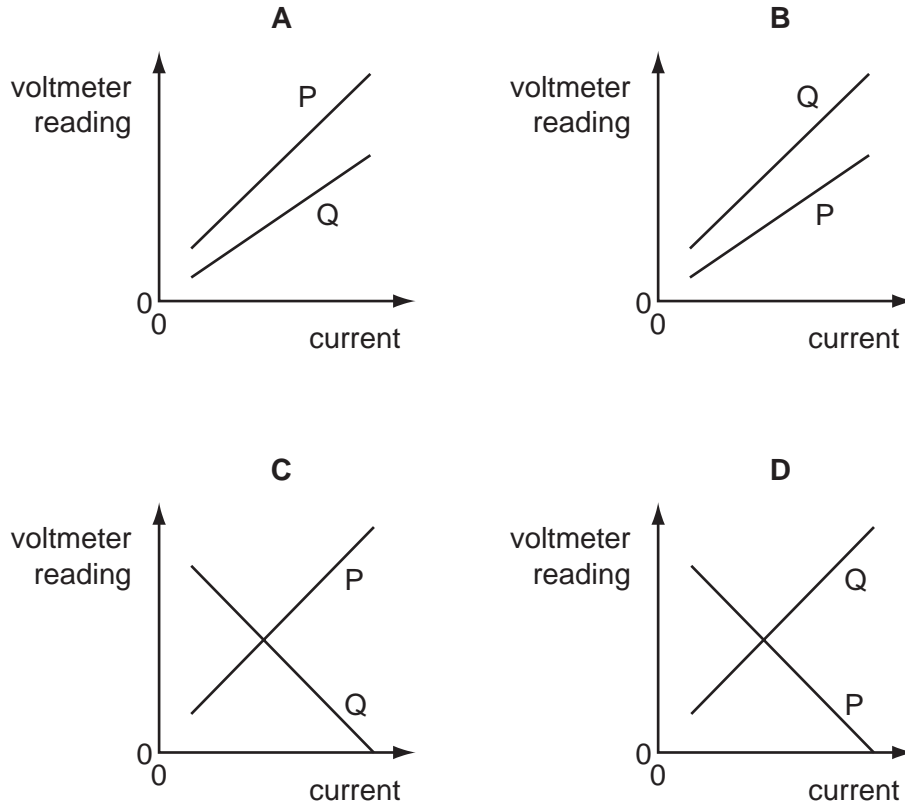 A
voltmeter
reading
P
Q
0
0
current
B
voltmeter
reading
Q
P
0
0
current
C
voltmeter
reading
P
Q
0
0
current
D
voltmeter
reading
Q
P
0
0
current